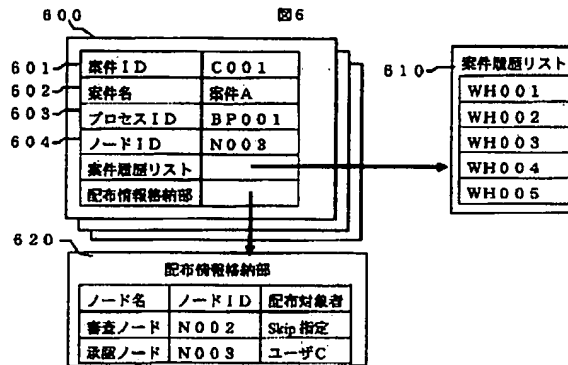 600
図6
601 案件ID C001
602 案件名 案件A
603 プロセスID BP001
604 ノードID N003
案件履歴リスト
配布情報格納部
610 案件履歴リスト
WH001
WH002
WH003
WH004
WH005
620
配布情報格納部
ノード名 ノードID 配布対象者
審査ノード N002 Skip 指定
承認ノード N003 ユーザC